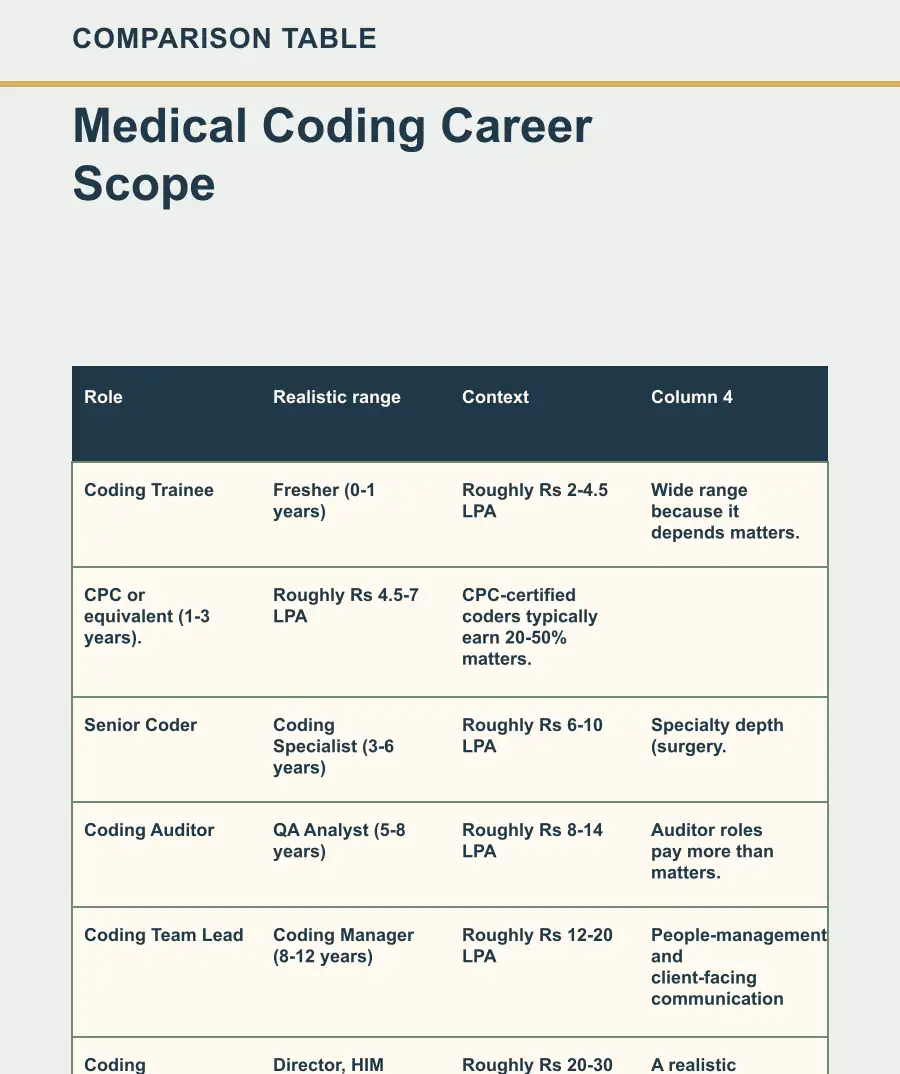 COMPARISON TABLE
Medical Coding Career
Scope
Role Realistic range Context Column 4
Coding Trainee Fresher (0-1 Roughly Rs 2-4.5 Wide range
years) LPA because it
depends matters.
CPC or Roughly Rs 4.5-7 CPC-certified
equivalent (1-3 LPA coders typically
years). earn 20-50%
matters.
Senior Coder Coding Roughly Rs 6-10 Specialty depth
Specialist (3-6 LPA (surgery.
years)
Coding Auditor QA Analyst (5-8 Roughly Rs 8-14 Auditor roles
years) LPA pay more than
matters.
Coding Team Lead Coding Manager Roughly Rs 12-20 People-management
(8-12 years) LPA and
client-facing
communication
Coding Director, HIM Roughly Rs 20-30 A realistic